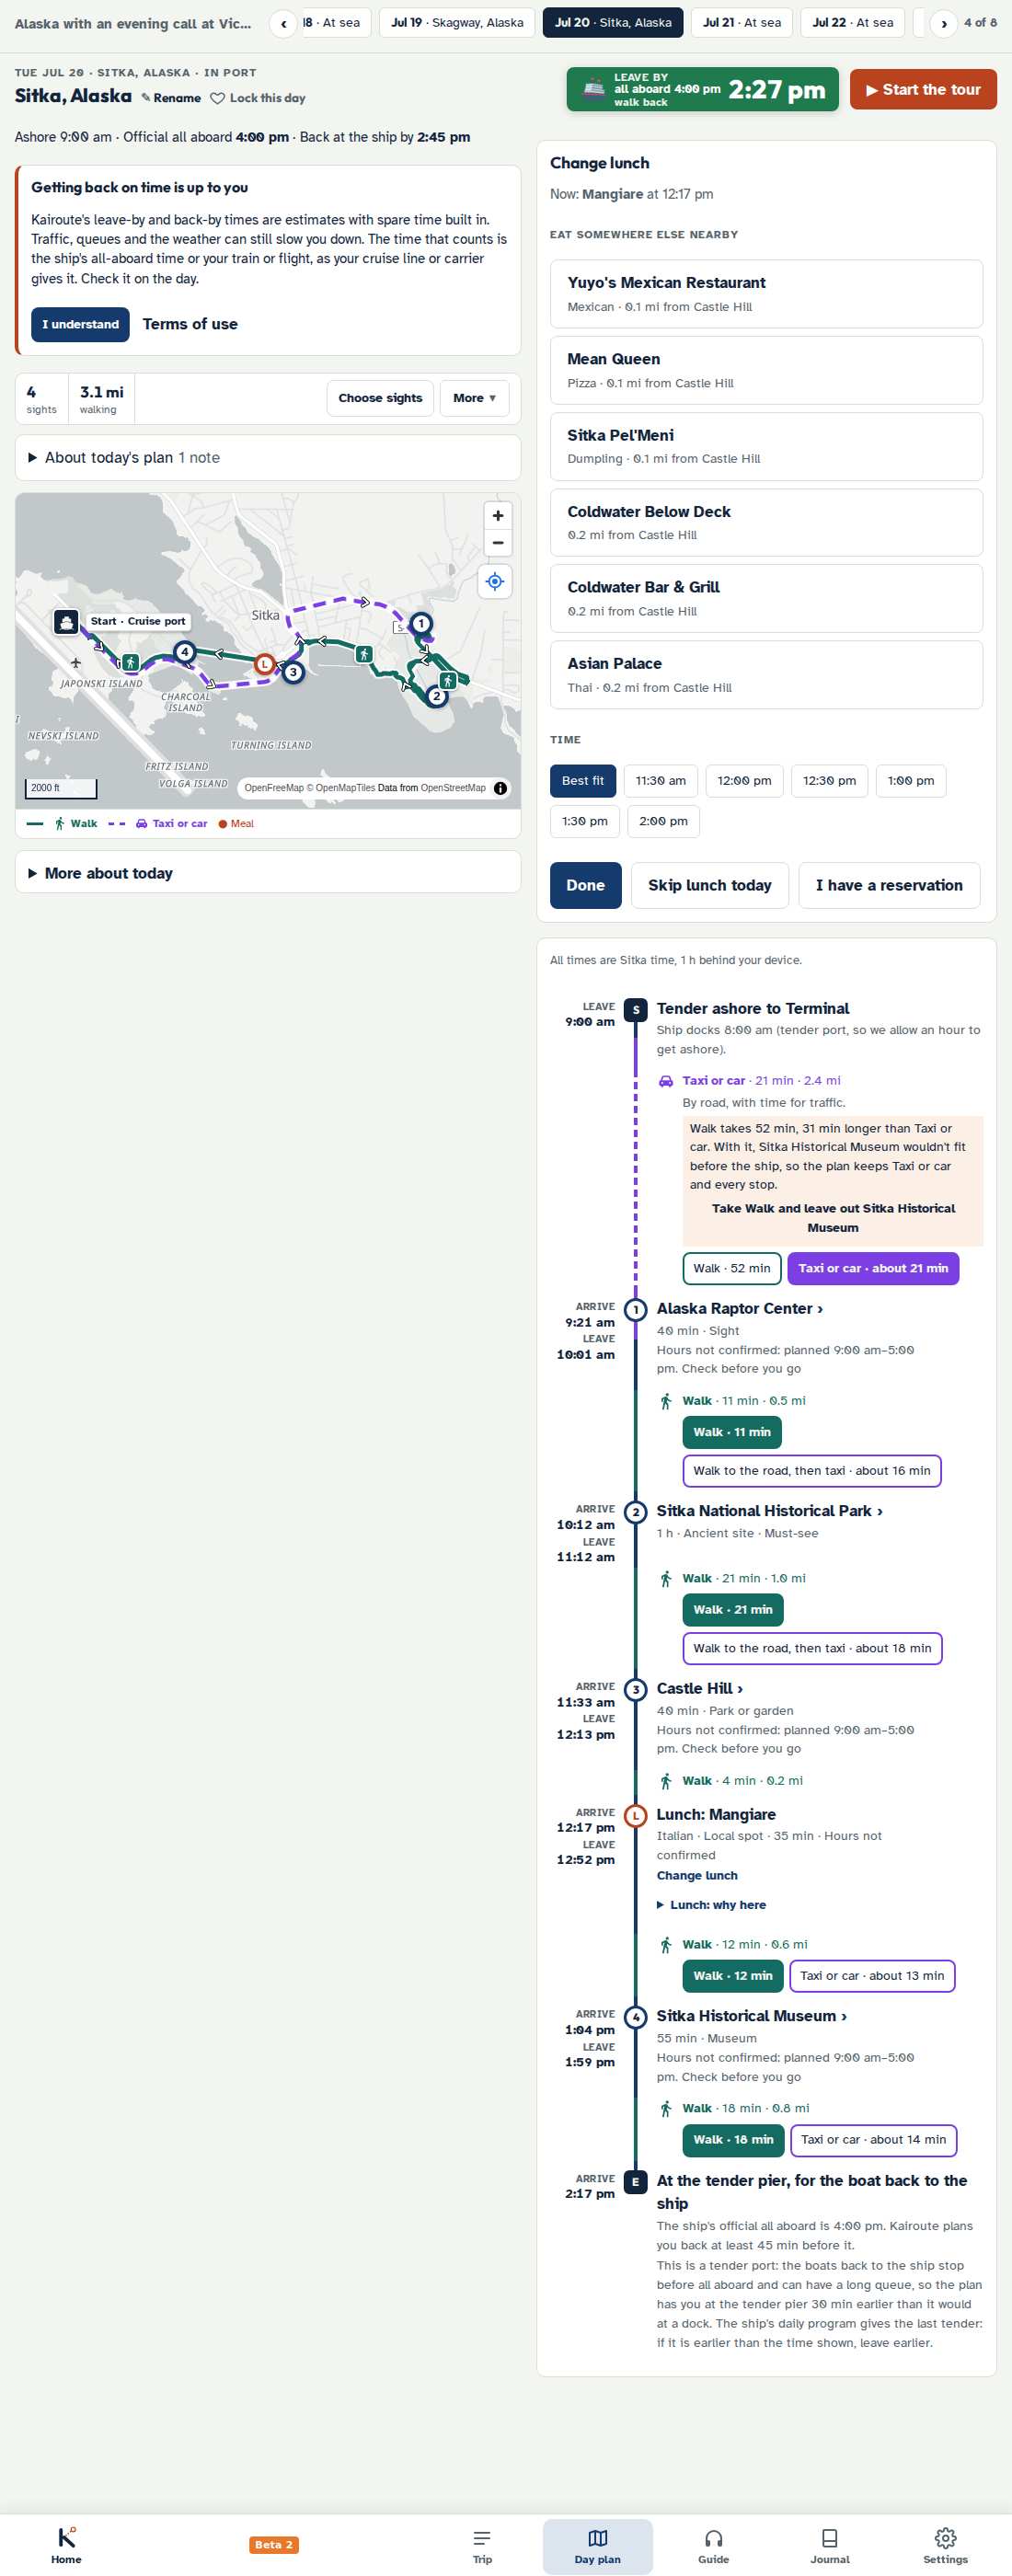 Alaska with an evening call at Vic...
‹
18 · At sea
Jul 19 · Skagway, Alaska
Jul 20 · Sitka, Alaska
Jul 21 · At sea
Jul 22 · At sea
›
4 of 8
TUE JUL 20 · SITKA, ALASKA · IN PORT
Sitka, Alaska
✎ Rename
Lock this day
LEAVE BY
all aboard 4:00 pm
walk back
2:27 pm
▶ Start the tour
Ashore 9:00 am · Official all aboard 4:00 pm · Back at the ship by 2:45 pm
Getting back on time is up to you
Kairoute's leave-by and back-by times are estimates with spare time built in.
Traffic, queues and the weather can still slow you down. The time that counts is
the ship's all-aboard time or your train or flight, as your cruise line or carrier
gives it. Check it on the day.
I understand
Terms of use
4
sights
3.1 mi
walking
Choose sights
More ▾
▶ About today's plan 1 note
+
−
Sitka
S
Start · Cruise port
1
2
3
4
L
JAPONSKI ISLAND
CHARCOAL
ISLAND
NEVSKI ISLAND
TURNING ISLAND
FRITZ ISLAND
VOLGA ISLAND
2000 ft
OpenFreeMap © OpenMapTiles Data from OpenStreetMap
Walk
Taxi or car
Meal
▶ More about today
Change lunch
Now: Mangiare at 12:17 pm
EAT SOMEWHERE ELSE NEARBY
Yuyo's Mexican Restaurant
Mexican · 0.1 mi from Castle Hill
Mean Queen
Pizza · 0.1 mi from Castle Hill
Sitka Pel'Meni
Dumpling · 0.1 mi from Castle Hill
Coldwater Below Deck
0.2 mi from Castle Hill
Coldwater Bar & Grill
0.2 mi from Castle Hill
Asian Palace
Thai · 0.2 mi from Castle Hill
TIME
Best fit
11:30 am
12:00 pm
12:30 pm
1:00 pm
1:30 pm
2:00 pm
Done
Skip lunch today
I have a reservation
All times are Sitka time, 1 h behind your device.
LEAVE
9:00 am
S
Tender ashore to Terminal
Ship docks 8:00 am (tender port, so we allow an hour to
get ashore).
Taxi or car · 21 min · 2.4 mi
By road, with time for traffic.
Walk takes 52 min, 31 min longer than Taxi or
car. With it, Sitka Historical Museum wouldn't fit
before the ship, so the plan keeps Taxi or car
and every stop.
Take Walk and leave out Sitka Historical
Museum
Walk · 52 min
Taxi or car · about 21 min
ARRIVE
9:21 am
LEAVE
10:01 am
1
Alaska Raptor Center ›
40 min · Sight
Hours not confirmed: planned 9:00 am–5:00
pm. Check before you go
Walk · 11 min · 0.5 mi
Walk · 11 min
Walk to the road, then taxi · about 16 min
ARRIVE
10:12 am
LEAVE
11:12 am
2
Sitka National Historical Park ›
1 h · Ancient site · Must-see
Walk · 21 min · 1.0 mi
Walk · 21 min
Walk to the road, then taxi · about 18 min
ARRIVE
11:33 am
LEAVE
12:13 pm
3
Castle Hill ›
40 min · Park or garden
Hours not confirmed: planned 9:00 am–5:00
pm. Check before you go
Walk · 4 min · 0.2 mi
ARRIVE
12:17 pm
LEAVE
12:52 pm
L
Lunch: Mangiare
Italian · Local spot · 35 min · Hours not
confirmed
Change lunch
▶ Lunch: why here
Walk · 12 min · 0.6 mi
Walk · 12 min
Taxi or car · about 13 min
ARRIVE
1:04 pm
LEAVE
1:59 pm
4
Sitka Historical Museum ›
55 min · Museum
Hours not confirmed: planned 9:00 am–5:00
pm. Check before you go
Walk · 18 min · 0.8 mi
Walk · 18 min
Taxi or car · about 14 min
ARRIVE
2:17 pm
E
At the tender pier, for the boat back to the
ship
The ship's official all aboard is 4:00 pm. Kairoute plans
you back at least 45 min before it.
This is a tender port: the boats back to the ship stop
before all aboard and can have a long queue, so the plan
has you at the tender pier 30 min earlier than it would
at a dock. The ship's daily program gives the last tender:
if it is earlier than the time shown, leave earlier.
Home
Beta 2
Trip
Day plan
Guide
Journal
Settings